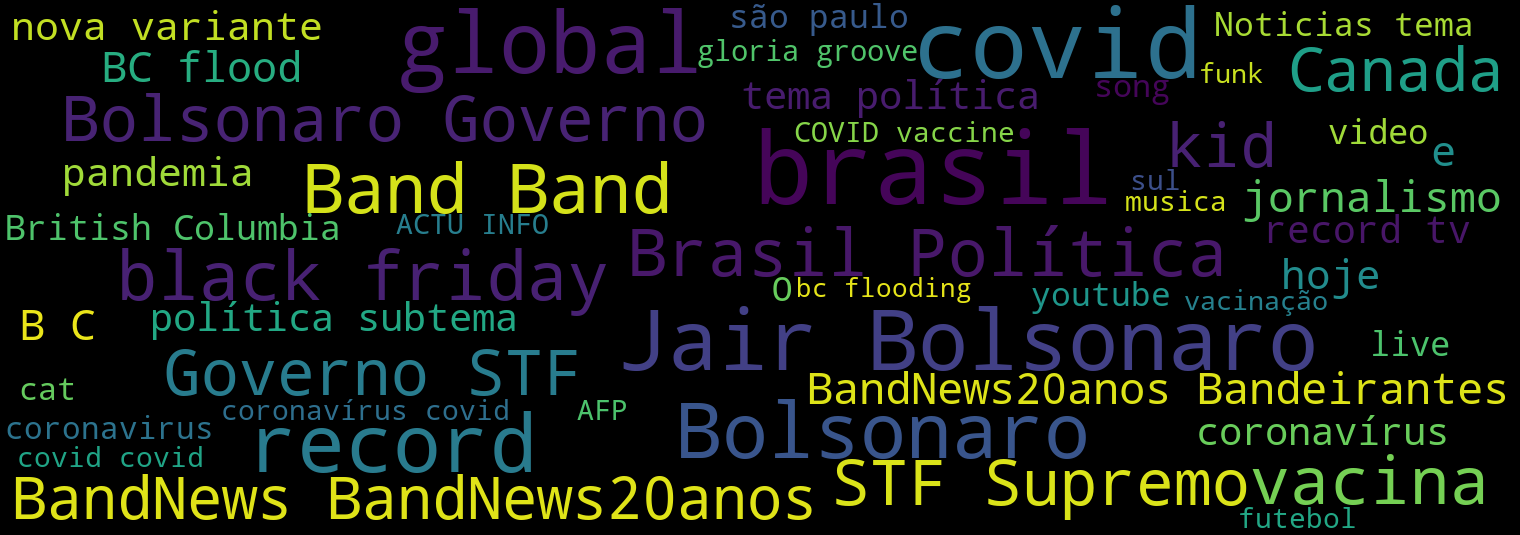 nova variante
global
são paulo
covid
Noticias tema
BC flood
gloria groove
funk
Canada
Bolsonaro Governo
tema política
song
pandemia
Band Band
COVID vaccine
brasil
kid
video
e
sul
musica
jornalismo
British Columbia
ACTU INFO
record tv
black friday
Brasil Política
hoje
O
bc flooding
youtube
vacinação
B C
política subtema
Jair Bolsonaro
live
Governo STF
cat
BandNews20anos Bandeirantes
coronavírus covid
AFP
coronavirus
record
Bolsonaro
coronavírus
covid covid
BandNews BandNews20anos
STF Supremo
vacina
futebol